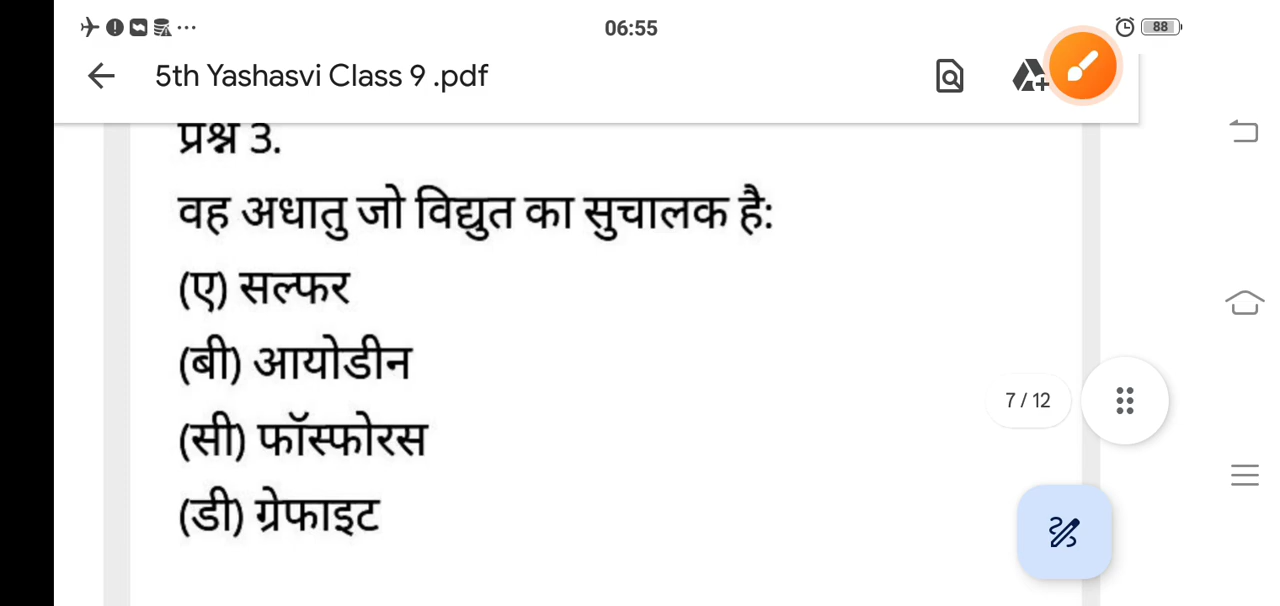 06:55
88
5th Yashasvi Class 9 .pdf
प्रश्न 3.
वह अधातु जो विद्युत का सुचालक है:
(ए) सल्फर
(बी) आयोडीन
(सी) फॉस्फोरस
(डी) ग्रेफाइट
7 / 12